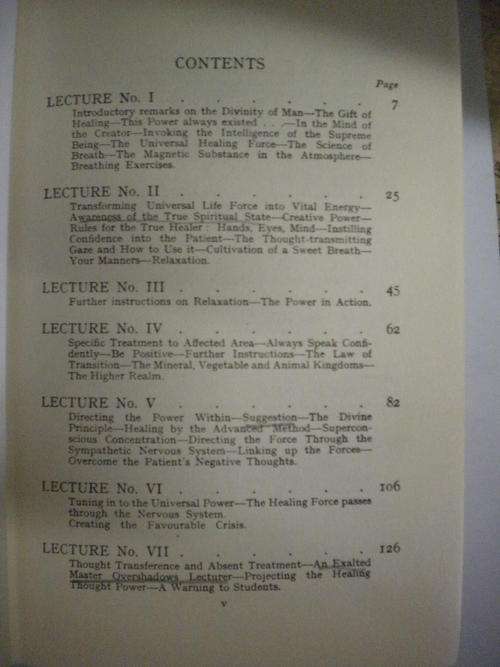 CONTENTS
Page
LECTURE No. I . . . . . . 7
Introductory remarks on the Divinity of Man—The Gift of
Healing—This Power always existed . . .—In the Mind of
the Creator—Invoking the Intelligence of the Supreme
Being—The Universal Healing Force—The Science of
Breath—The Magnetic Substance in the Atmosphere—
Breathing Exercises.
LECTURE No. II . . . . . . 25
Transforming Universal Life Force into Vital Energy—
Awareness of the True Spiritual State—Creative Power—
Rules for the True Healer: Hands, Eyes, Mind—Instilling
Confidence into the Patient—The Thought-transmitting
Gaze and How to Use it—Cultivation of a Sweet Breath—
Your Manners—Relaxation.
LECTURE No. III . . . . . . 45
Further instructions on Relaxation—The Power in Action.
LECTURE No. IV . . . . . . 62
Specific Treatment to Affected Area—Always Speak Confi-
dently—Be Positive—Further Instructions—The Law of
Transition—The Mineral, Vegetable and Animal Kingdoms—
The Higher Realm.
LECTURE No. V . . . . . . 82
Directing the Power Within—Suggestion—The Divine
Principle—Healing by the Advanced Method—Supercon-
scious Concentration—Directing the Force Through the
Sympathetic Nervous System—Linking up the Forces—
Overcome the Patient's Negative Thoughts.
LECTURE No. VI . . . . . . 106
Tuning in to the Universal Power—The Healing Force passes
through the Nervous System.
Creating the Favourable Crisis.
LECTURE No. VII . . . . . . 126
Thought Transference and Absent Treatment—An Exalted
Master Overshadows Lecturer—Projecting the Healing
Thought Power—A Warning to Students.
v